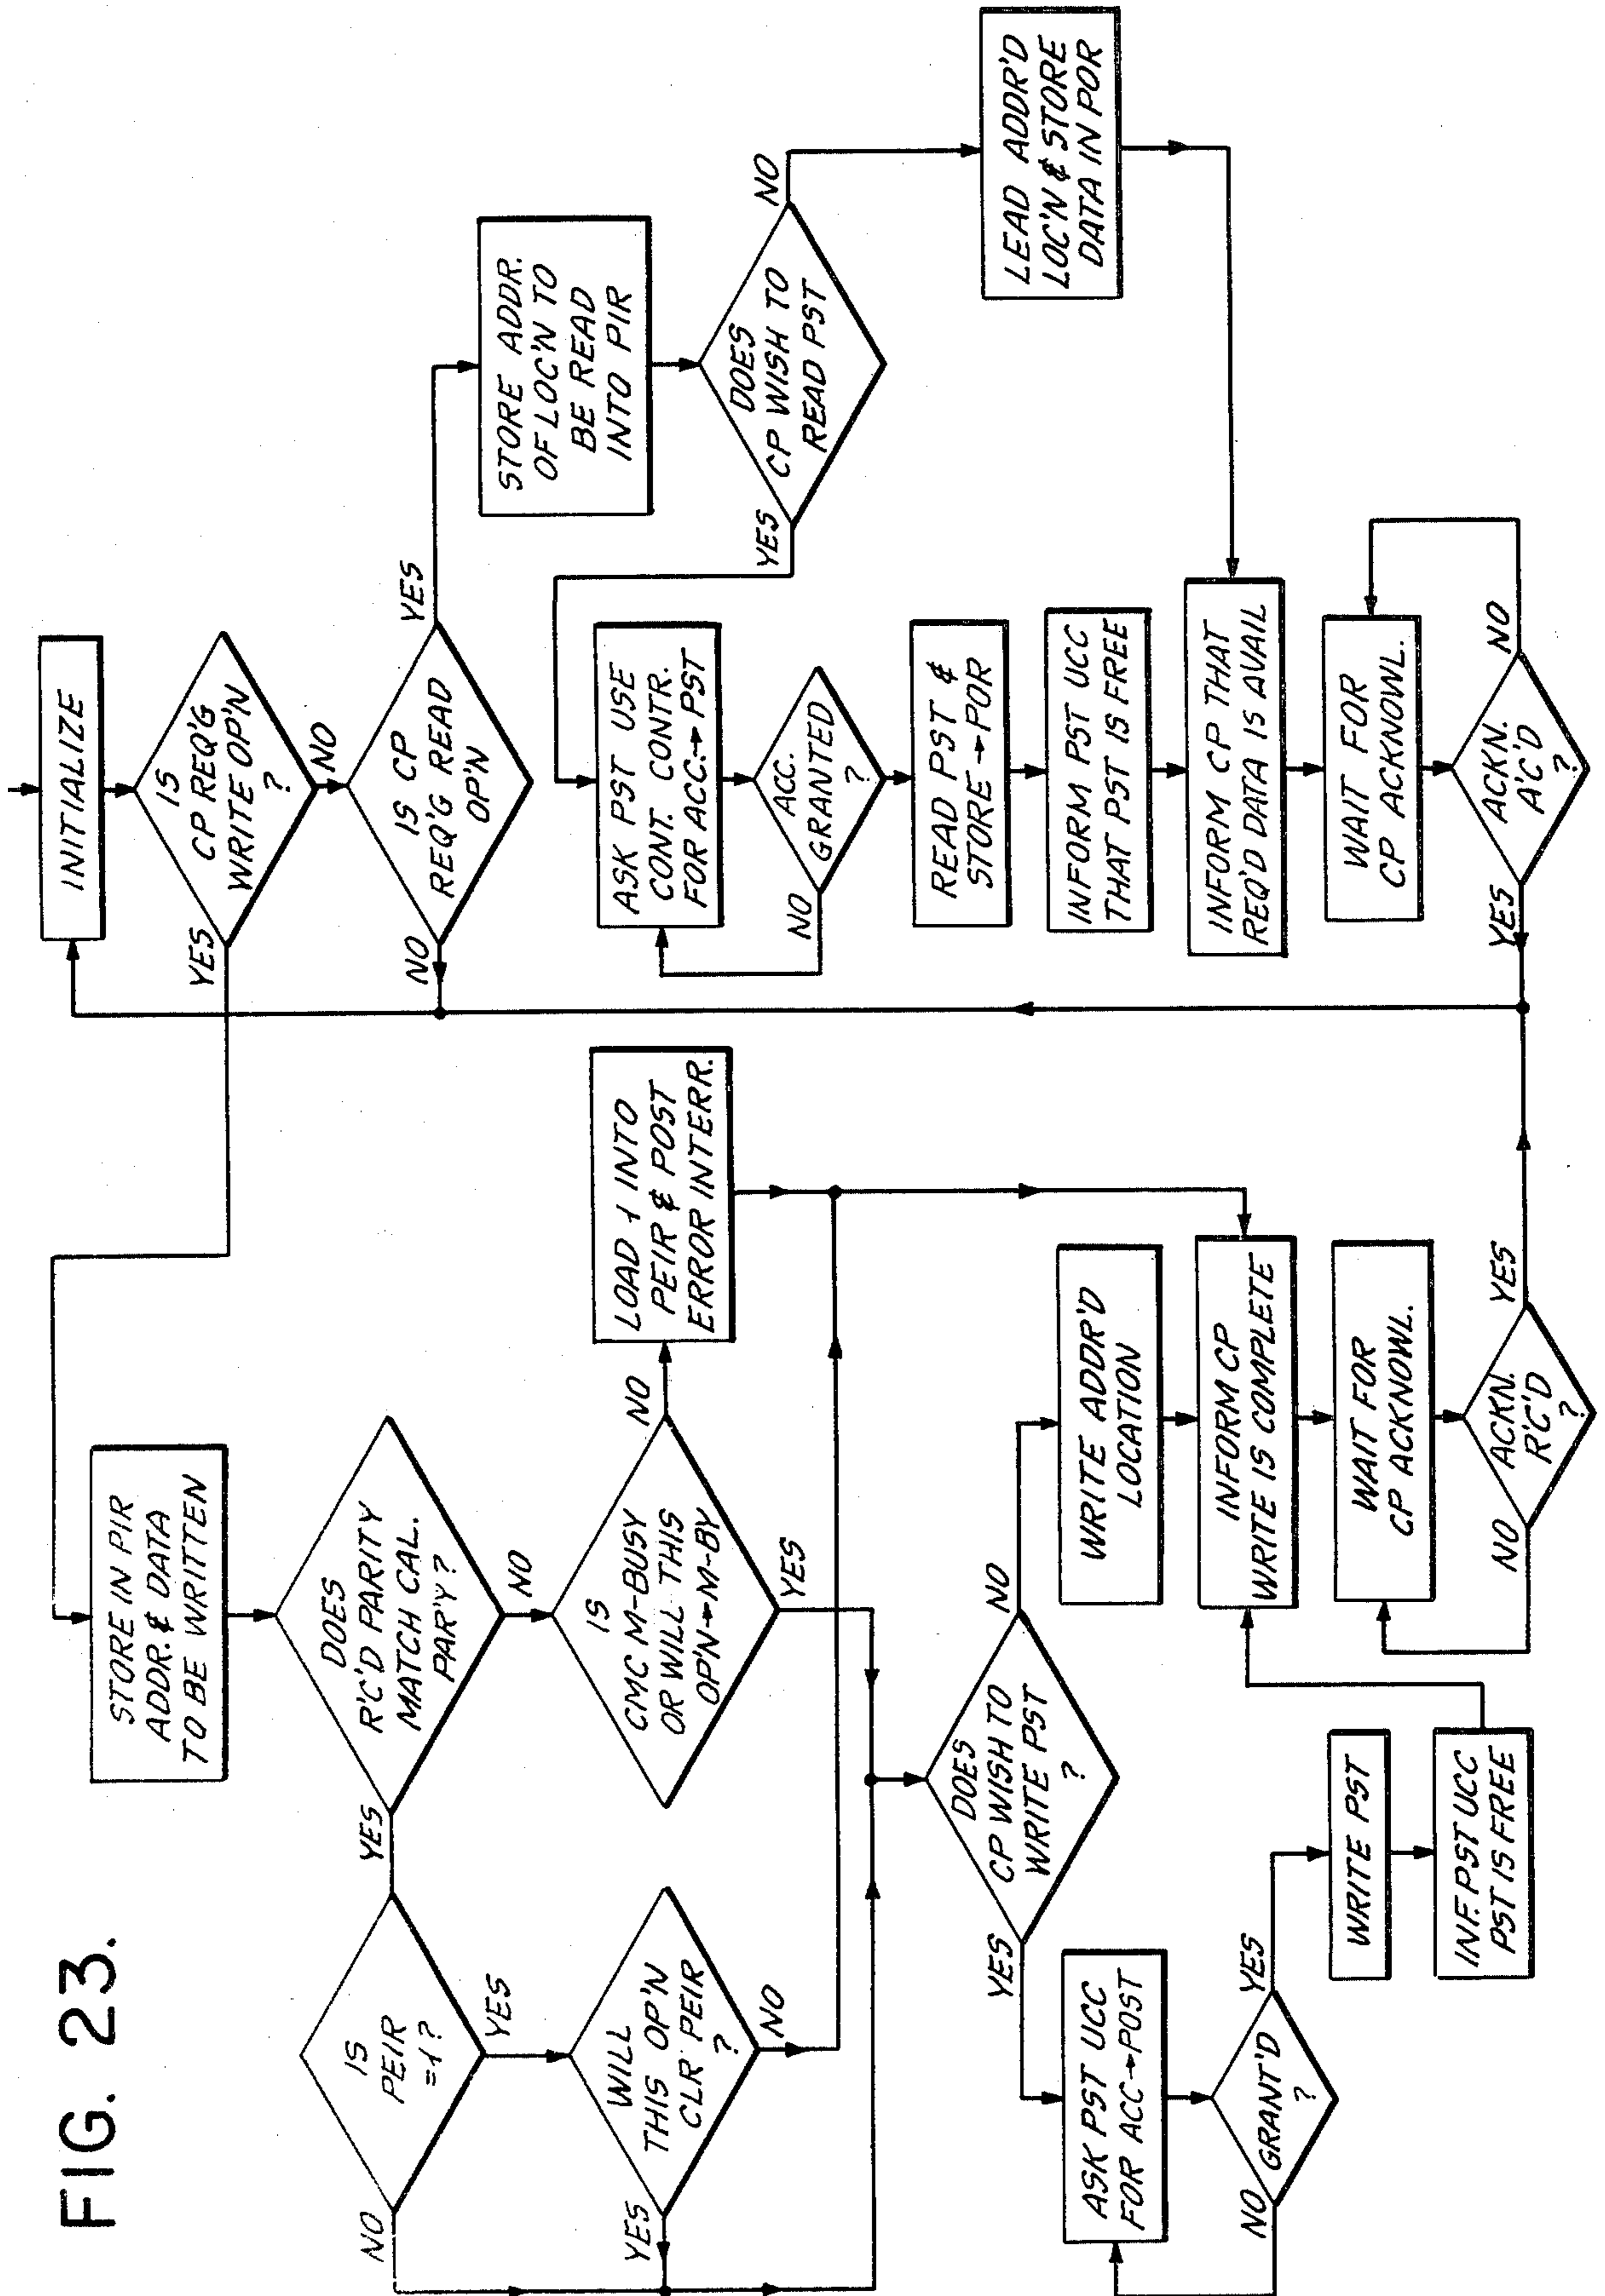 FIG. 23.
INITIALIZE
IS
CP REQ'G
WRITE OP'N
?
YES
NO
IS CP
REQ'G READ
OP'N
NO
YES
STORE ADDR.
OF LOC'N TO
BE READ
INTO PIR
DOES
CP WISH TO
READ PST
YES
NO
LEAD ADDR'D
LOC'N & STORE
DATA IN POR
ASK PST USE
CONT. CONTR.
FOR ACC.→PST
ACC.
GRANTED
?
NO
READ PST &
STORE→POR
INFORM PST UCC
THAT PST IS FREE
INFORM CP THAT
REQ'D DATA IS AVAIL
WAIT FOR
CP ACKNOWL.
ACKN.
A'C'D
?
YES
NO
STORE IN PIR
ADDR. & DATA
TO BE WRITTEN
DOES
R'C'D PARITY
MATCH CAL.
PAR'Y?
YES
NO
IS
PEIR
=1?
NO
YES
WILL
THIS OP'N
CLR PEIR
?
YES
NO
IS
CMC M-BUSY
OR WILL THIS
OP'N→M-BY
NO
YES
LOAD 1 INTO
PEIR & POST
ERROR INTERR.
DOES
CP WISH TO
WRITE PST
?
YES
NO
ASK PST UCC
FOR ACC→POST
GRANT'D
?
NO
YES
WRITE PST
INF. PST UCC
PST IS FREE
WRITE ADDR'D
LOCATION
INFORM CP
WRITE IS COMPLETE
WAIT FOR
CP ACKNOWL.
ACKN.
R'C'D
?
NO
YES